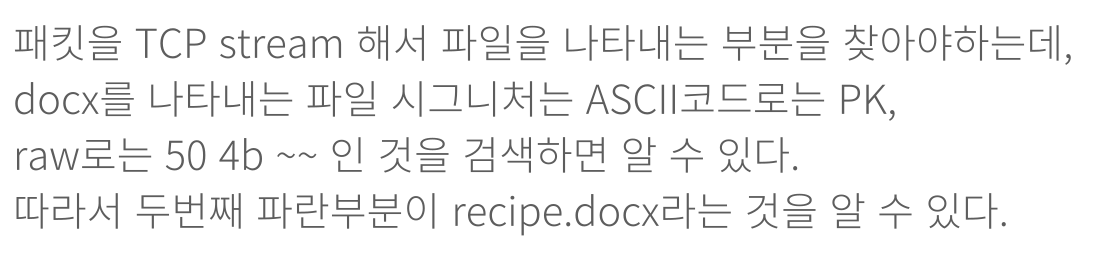 패킷을 TCP stream 해서 파일을 나타내는 부분을 찾아야하는데,
docx를 나타내는 파일 시그니처는 ASCII코드로는 PK,
raw로는 50 4b ~~ 인 것을 검색하면 알 수 있다.
따라서 두번째 파란부분이 recipe.docx라는 것을 알 수 있다.